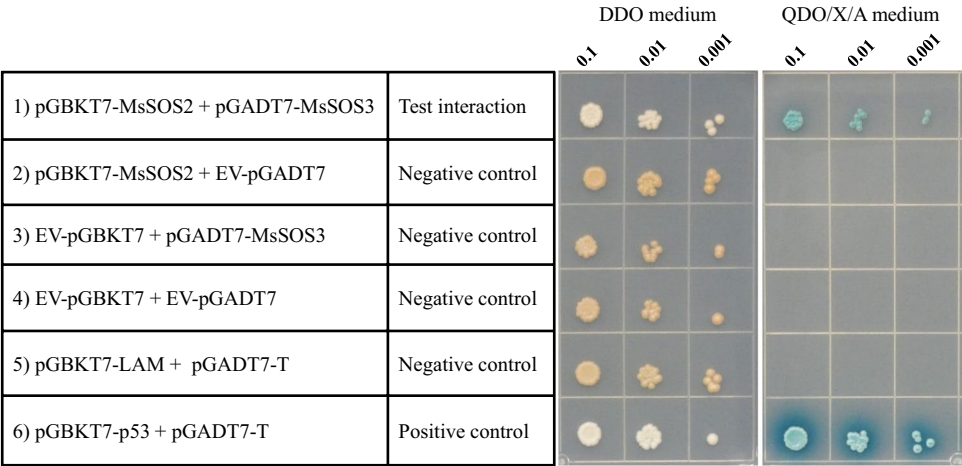 DDO medium QDO/X/A medium
0.1 0.01 0.001 0.1 0.01 0.001
1) pGBKT7-MsSOS2 + pGADT7-MsSOS3 Test interaction
2) pGBKT7-MsSOS2 + EV-pGADT7 Negative control
3) EV-pGBKT7 + pGADT7-MsSOS3 Negative control
4) EV-pGBKT7 + EV-pGADT7 Negative control
5) pGBKT7-LAM + pGADT7-T Negative control
6) pGBKT7-p53 + pGADT7-T Positive control